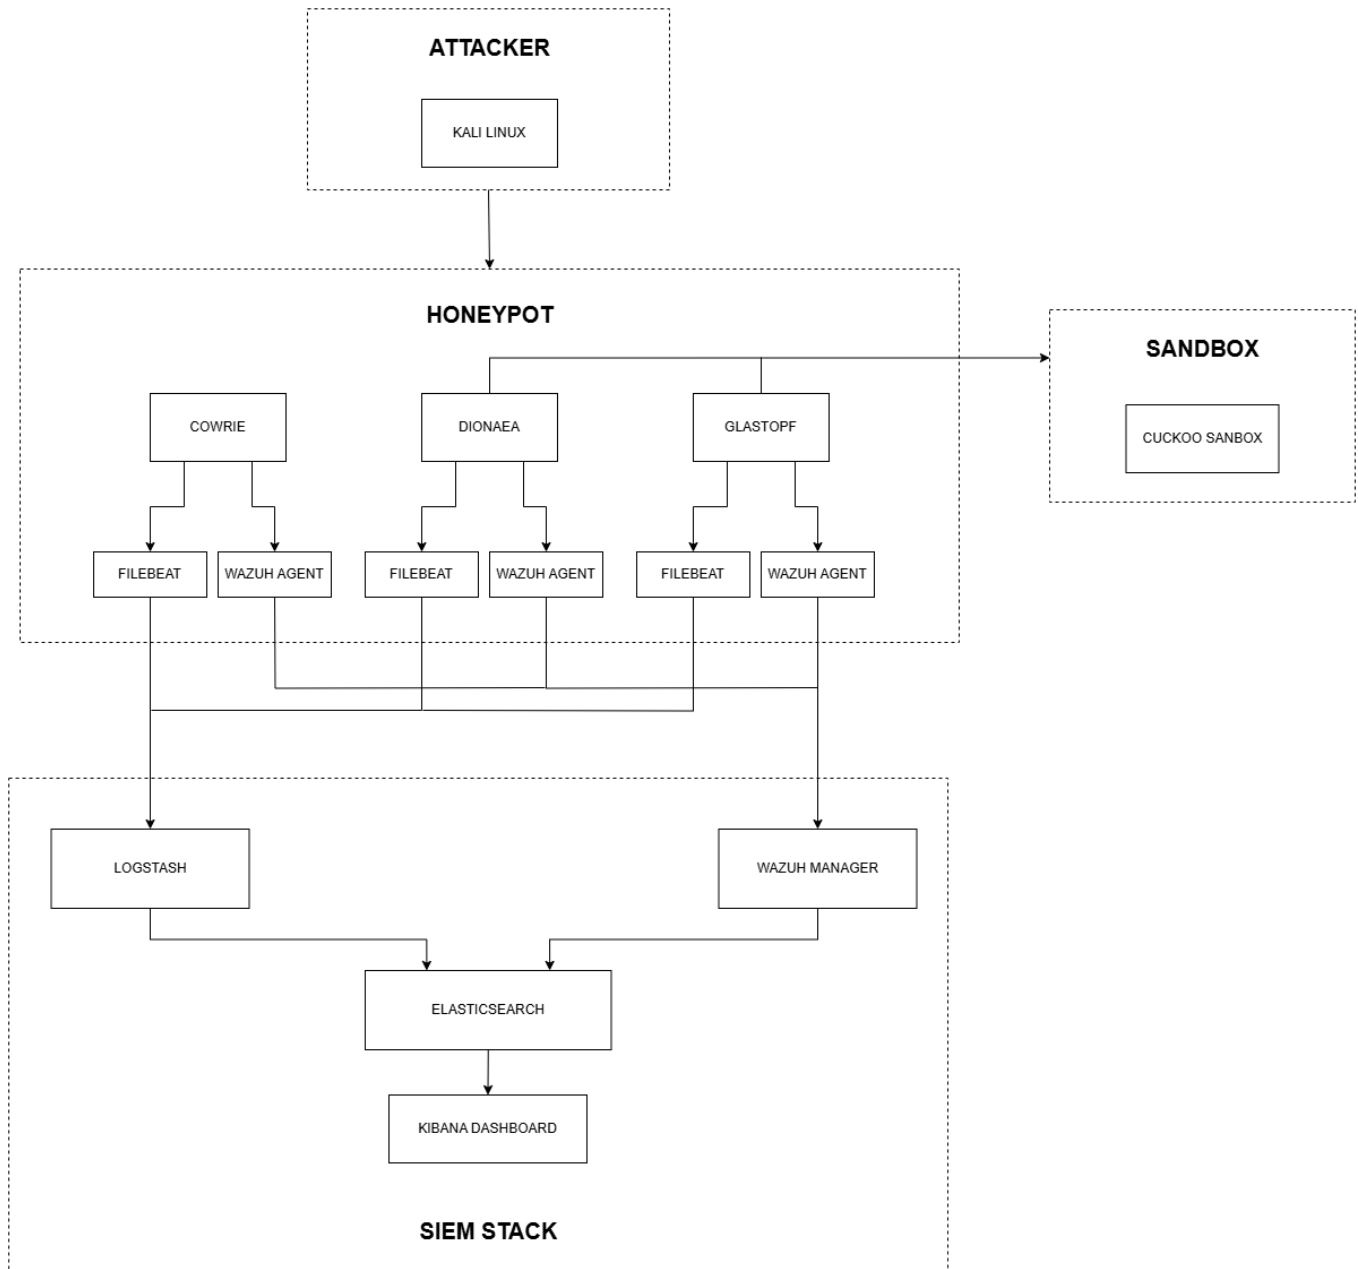 ATTACKER
KALI LINUX
HONEYPOT
SANDBOX
COWRIE
DIONAEA
GLASTOPF
CUCKOO SANBOX
FILEBEAT
WAZUH AGENT
FILEBEAT
WAZUH AGENT
FILEBEAT
WAZUH AGENT
LOGSTASH
WAZUH MANAGER
ELASTICSEARCH
KIBANA DASHBOARD
SIEM STACK